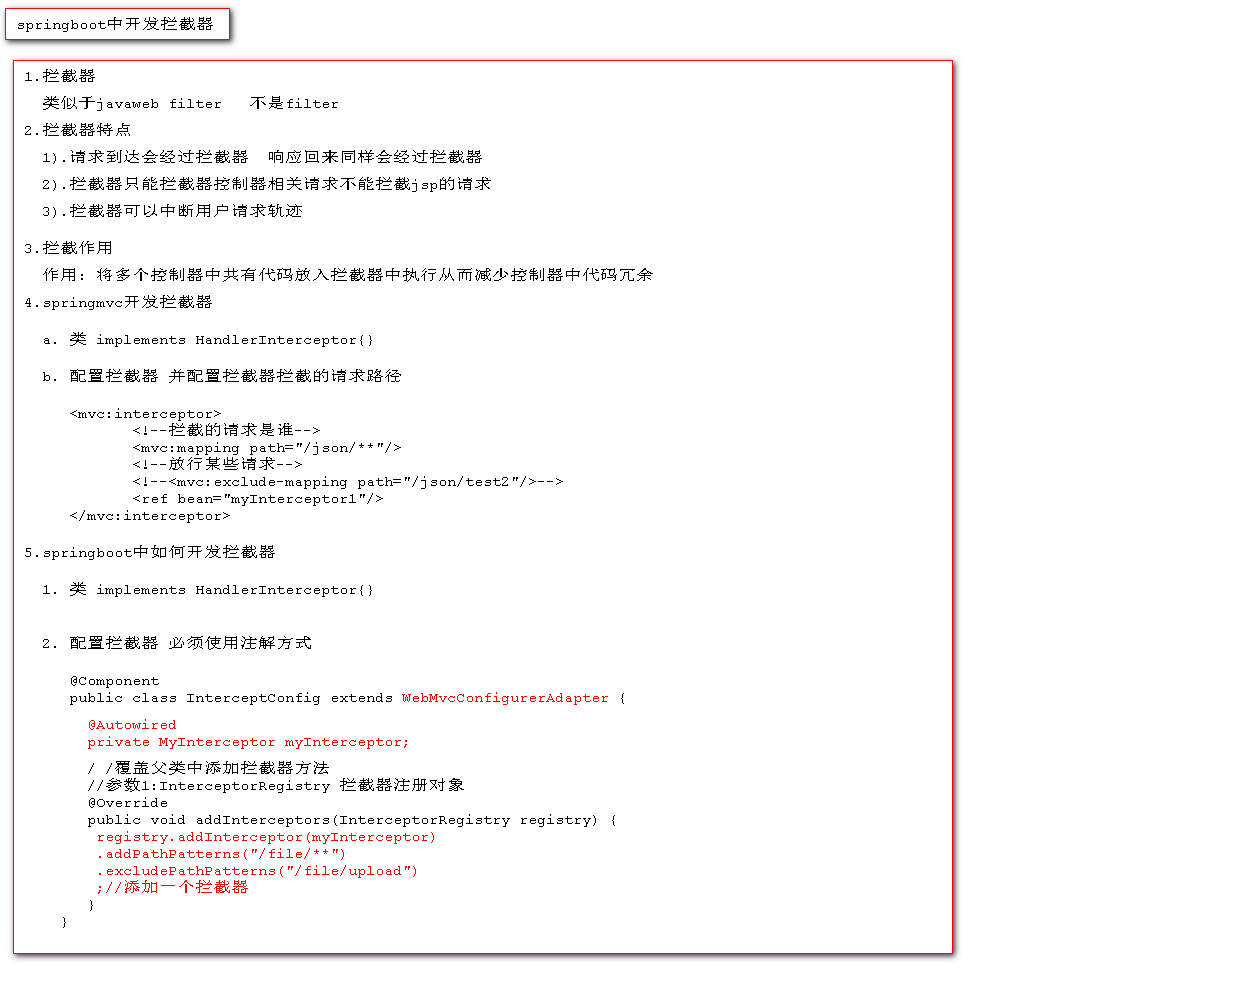 springboot中开发拦截器
1.拦截器
类似于javaweb filter 不是filter
2.拦截器特点
1).请求到达会经过拦截器 响应回来同样会经过拦截器
2).拦截器只能拦截器控制器相关请求不能拦截jsp的请求
3).拦截器可以中断用户请求轨迹
3.拦截作用
作用: 将多个控制器中共有代码放入拦截器中执行从而减少控制器中代码冗余
4.springmvc开发拦截器
a. 类 implements HandlerInterceptor{}
b. 配置拦截器 并配置拦截器拦截的请求路径
<mvc:interceptor>
<!--拦截的请求是谁-->
<mvc:mapping path="/json/**"/>
<!--放行某些请求-->
<!--<mvc:exclude-mapping path="/json/test2"/>-->
<ref bean="myInterceptor1"/>
</mvc:interceptor>
5.springboot中如何开发拦截器
1. 类 implements HandlerInterceptor{}
2. 配置拦截器 必须使用注解方式
@Component
public class InterceptConfig extends WebMvcConfigurerAdapter {
@Autowired
private MyInterceptor myInterceptor;
/ /覆盖父类中添加拦截器方法
//参数1:InterceptorRegistry 拦截器注册对象
@Override
public void addInterceptors(InterceptorRegistry registry) {
registry.addInterceptor(myInterceptor)
.addPathPatterns("/file/**")
.excludePathPatterns("/file/upload")
;//添加一个拦截器
}
}